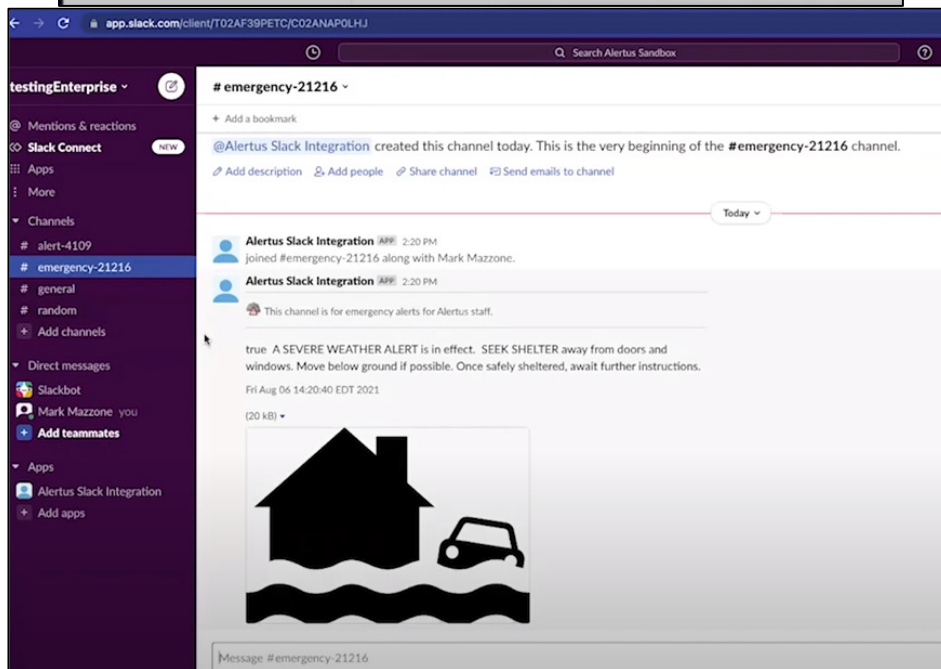 app.slack.com/client/T02AF39PETC/C02ANAP0LHJ
Search Alertus Sandbox
testingEnterprise
Mentions & reactions
Slack Connect NEW
Apps
More
Channels
# alert-4109
# emergency-21216
# general
# random
+ Add channels
Direct messages
Slackbot
Mark Mazzone you
+ Add teammates
Apps
Alertus Slack Integration
+ Add apps
# emergency-21216
+ Add a bookmark
@Alertus Slack Integration created this channel today. This is the very beginning of the #emergency-21216 channel.
Add description Add people Share channel Send emails to channel
Today
Alertus Slack Integration APP 2:20 PM
joined #emergency-21216 along with Mark Mazzone.
Alertus Slack Integration APP 2:20 PM
This channel is for emergency alerts for Alertus staff.
true A SEVERE WEATHER ALERT is in effect. SEEK SHELTER away from doors and
windows. Move below ground if possible. Once safely sheltered, await further instructions.
Fri Aug 06 14:20:40 EDT 2021
(20 kB)
Message #emergency-21216